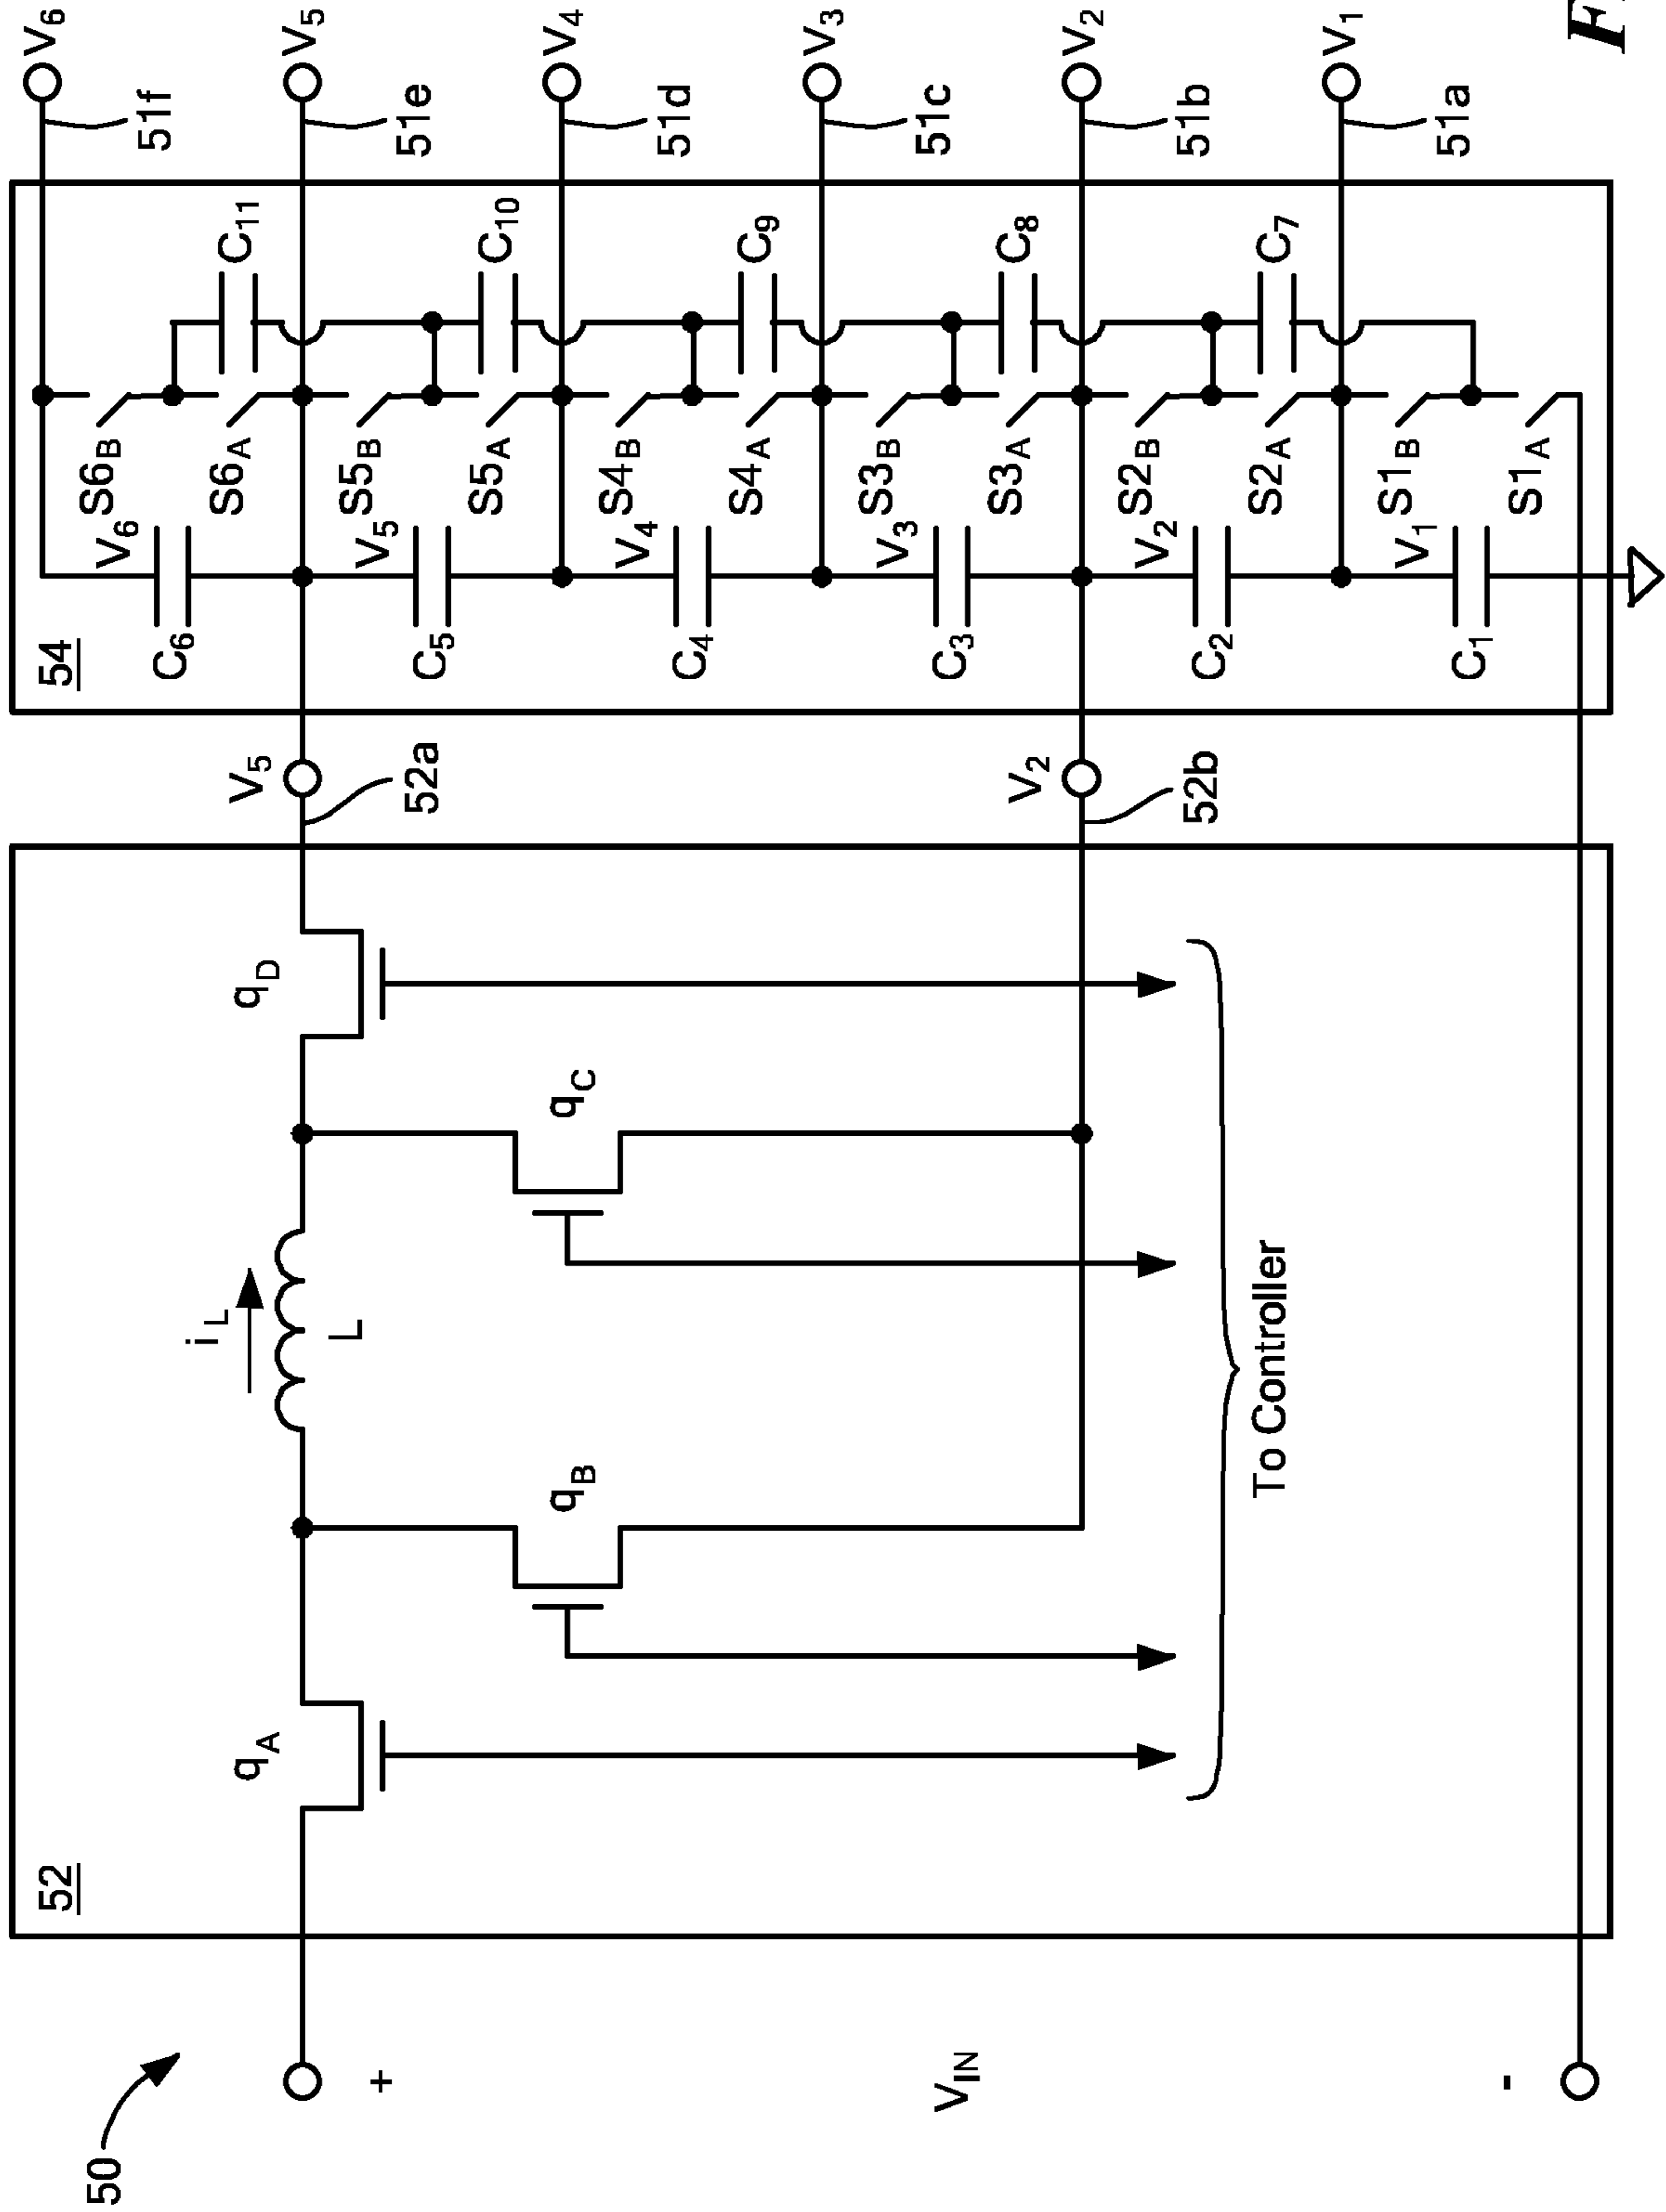 50
VIN
+
-
52
qA
qB
iL
L
qC
qD
To Controller
V5
52a
V2
52b
54
C6
V6
C5
V5
C4
V4
C3
V3
C2
V2
C1
V1
S6B
S6A
S5B
S5A
S4B
S4A
S3B
S3A
S2B
S2A
S1B
S1A
C11
C10
C9
C8
C7
V6
51f
V5
51e
V4
51d
V3
51c
V2
51b
V1
51a
F